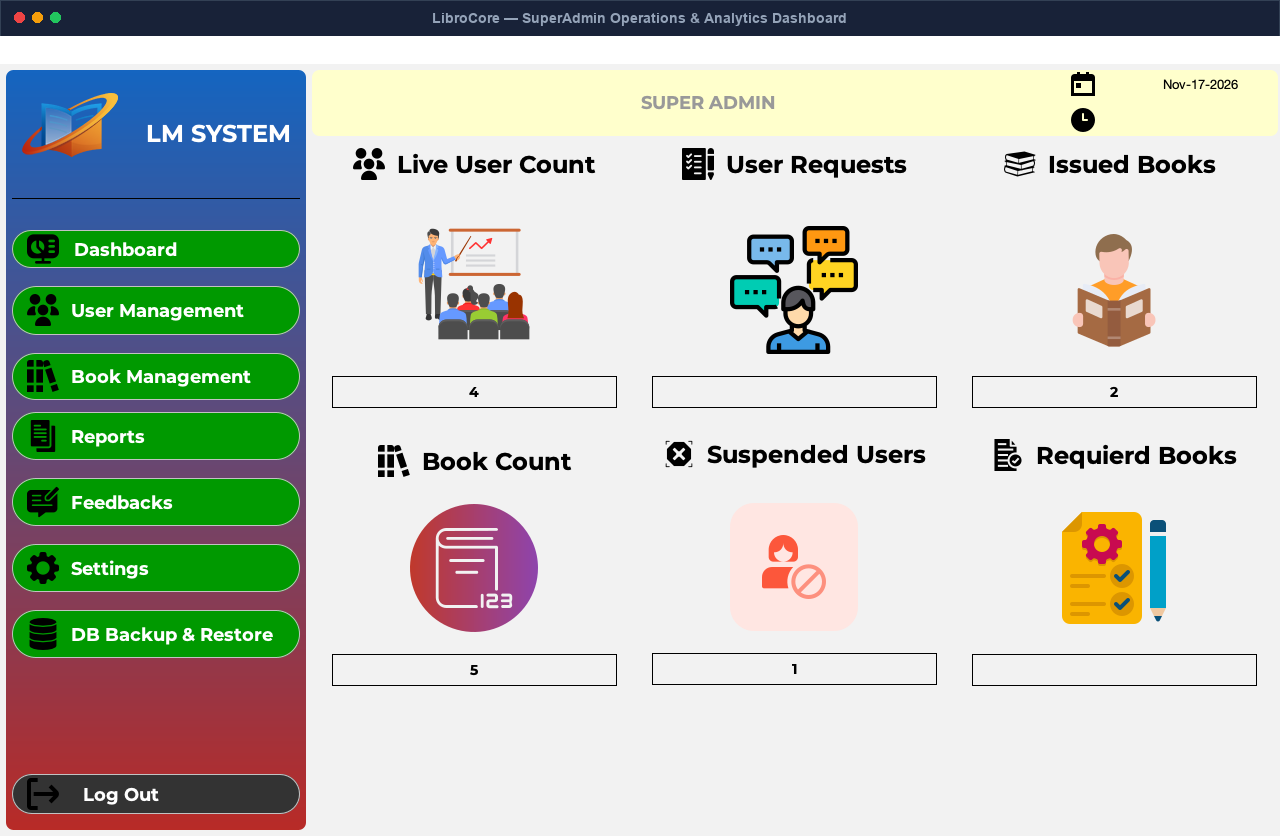 LibroCore — SuperAdmin Operations & Analytics Dashboard
LM SYSTEM
Dashboard
User Management
Book Management
Reports
Feedbacks
Settings
DB Backup & Restore
Log Out
SUPER ADMIN
Nov-17-2026
Live User Count
User Requests
Issued Books
4
2
Book Count
Suspended Users
Requierd Books
123
5
1